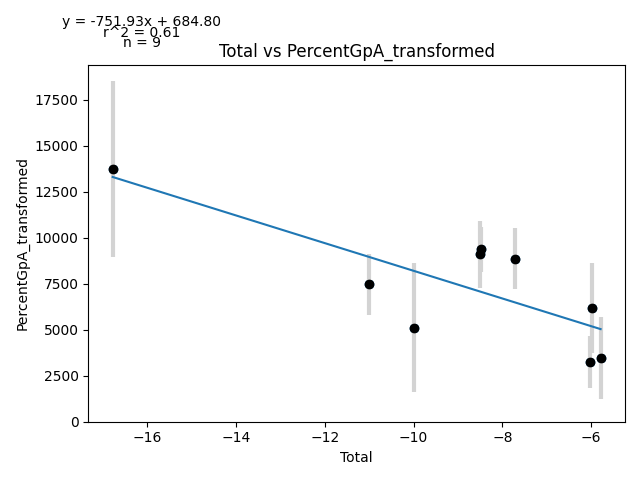 y = -751.93x + 684.80
r^2 = 0.61
n = 9
Total vs PercentGpA_transformed
PercentGpA_transformed
17500
15000
12500
10000
7500
5000
2500
0
−16
−14
−12
−10
−8
−6
Total